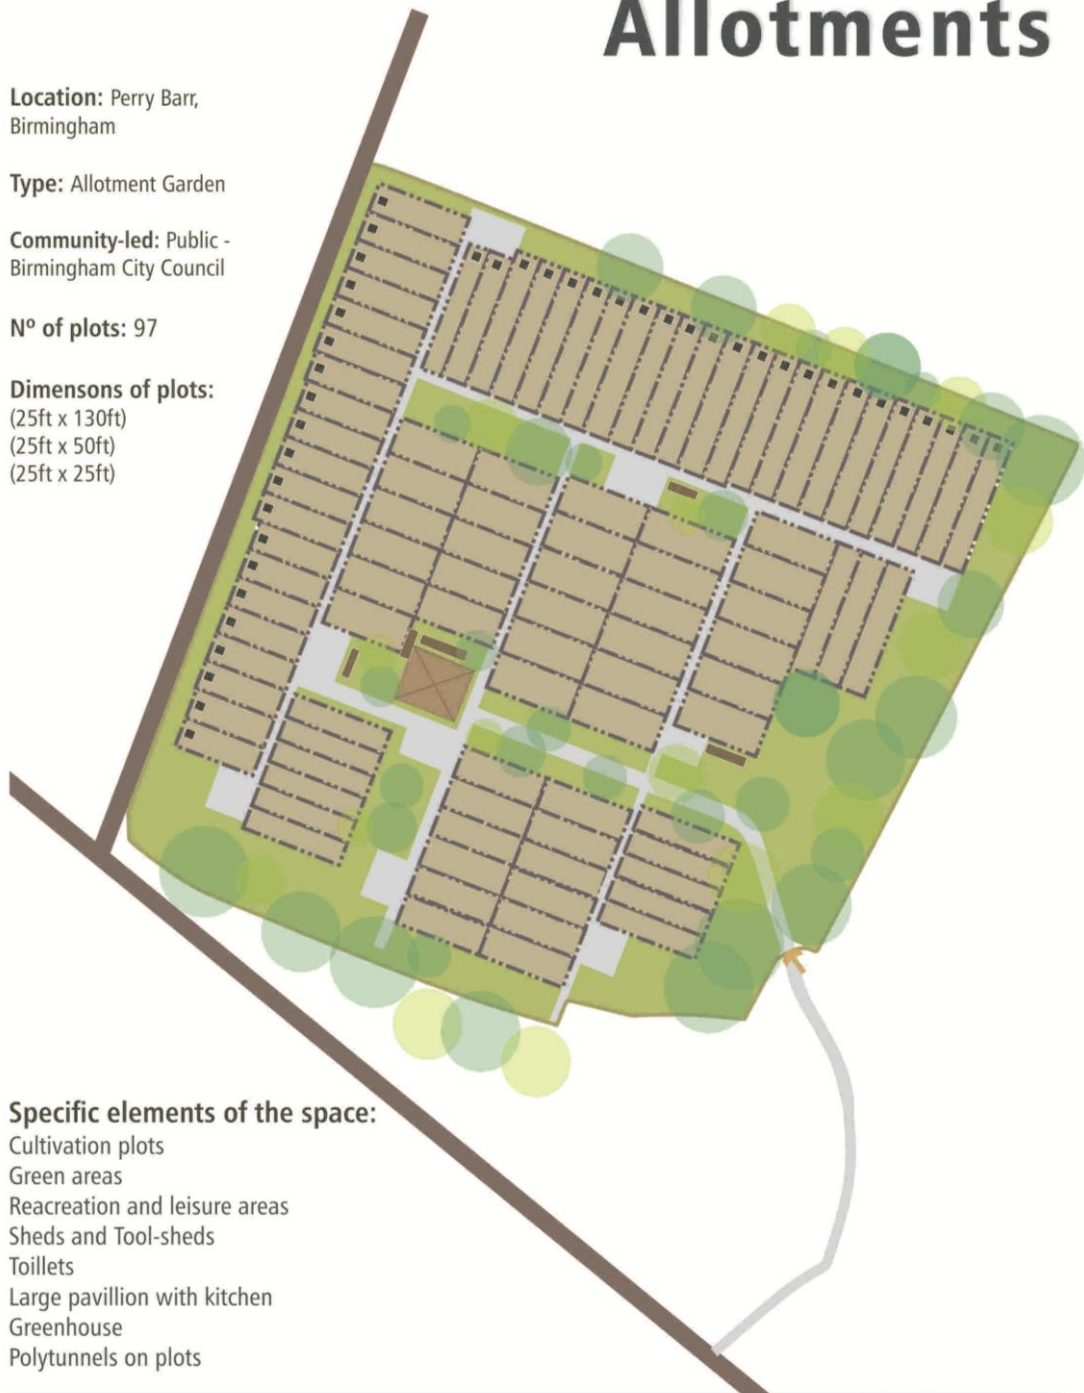 Allotments
Location: Perry Barr,
Birmingham
Type: Allotment Garden
Community-led: Public -
Birmingham City Council
Nº of plots: 97
Dimensons of plots:
(25ft x 130ft)
(25ft x 50ft)
(25ft x 25ft)
Specific elements of the space:
Cultivation plots
Green areas
Reacreation and leisure areas
Sheds and Tool-sheds
Toillets
Large pavillion with kitchen
Greenhouse
Polytunnels on plots